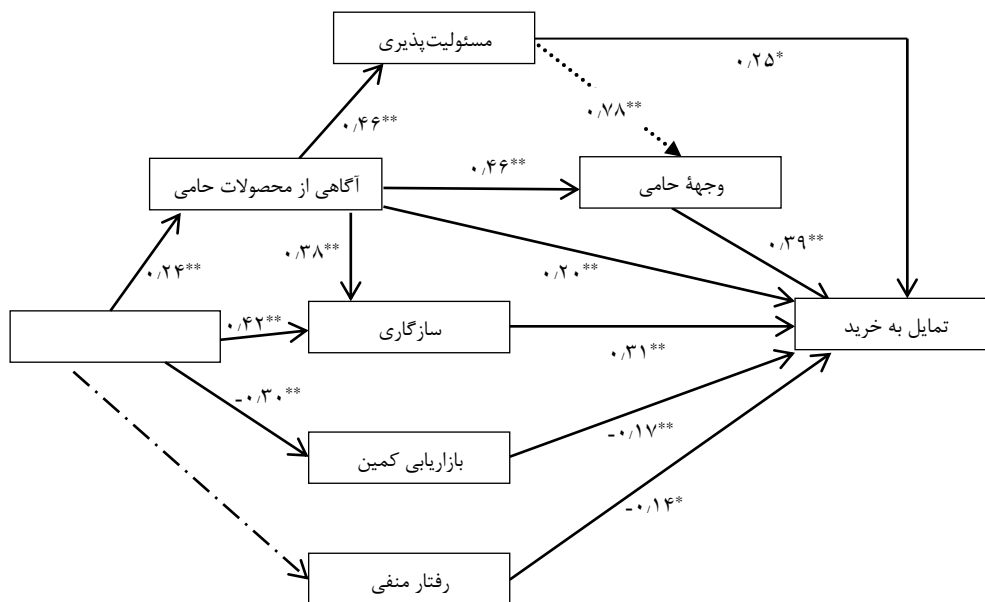 مسئولیت‌پذیری
۰٫۲۵*
۰٫۷۸**
۰٫۴۶**
آگاهی از محصولات حامی
۰٫۴۶**
وجههٔ حامی
۰٫۳۹**
۰٫۲۴**
۰٫۳۸**
۰٫۲۰**
۰٫۴۲**
سازگاری
۰٫۳۱**
تمایل به خرید
-۰٫۳۰**
بازاریابی کمین
-۰٫۱۷**
-۰٫۱۴*
رفتار منفی